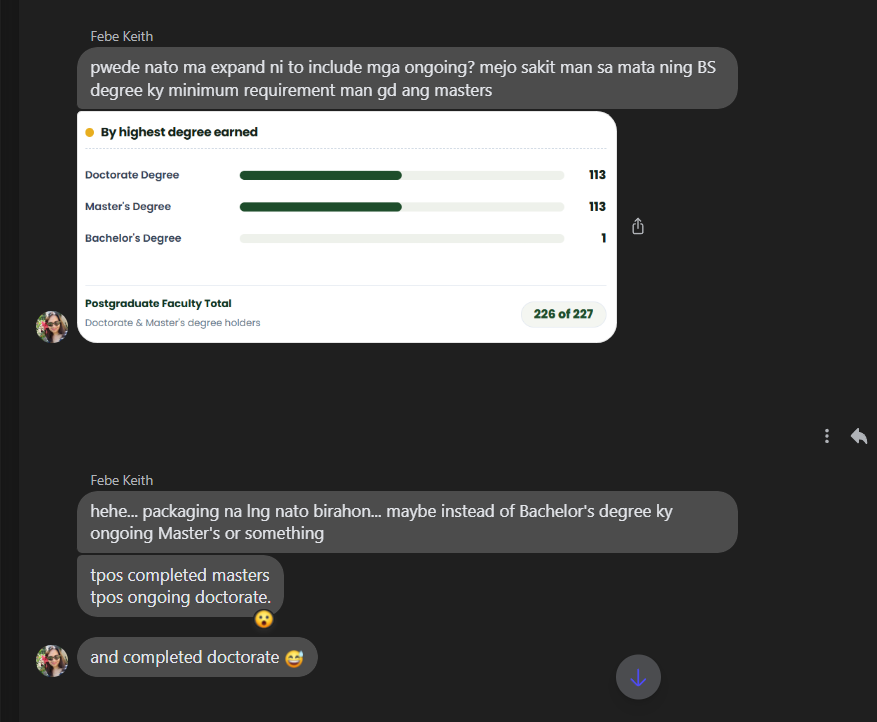 Febe Keith
pwede nato ma expand ni to include mga ongoing? mejo sakit man sa mata ning BS
degree ky minimum requirement man gd ang masters
By highest degree earned
Doctorate Degree 113
Master's Degree 113
Bachelor's Degree 1
Postgraduate Faculty Total
Doctorate & Master's degree holders
226 of 227
Febe Keith
hehe... packaging na lng nato birahon... maybe instead of Bachelor's degree ky
ongoing Master's or something
tpos completed masters
tpos ongoing doctorate.
😮
and completed doctorate 😅